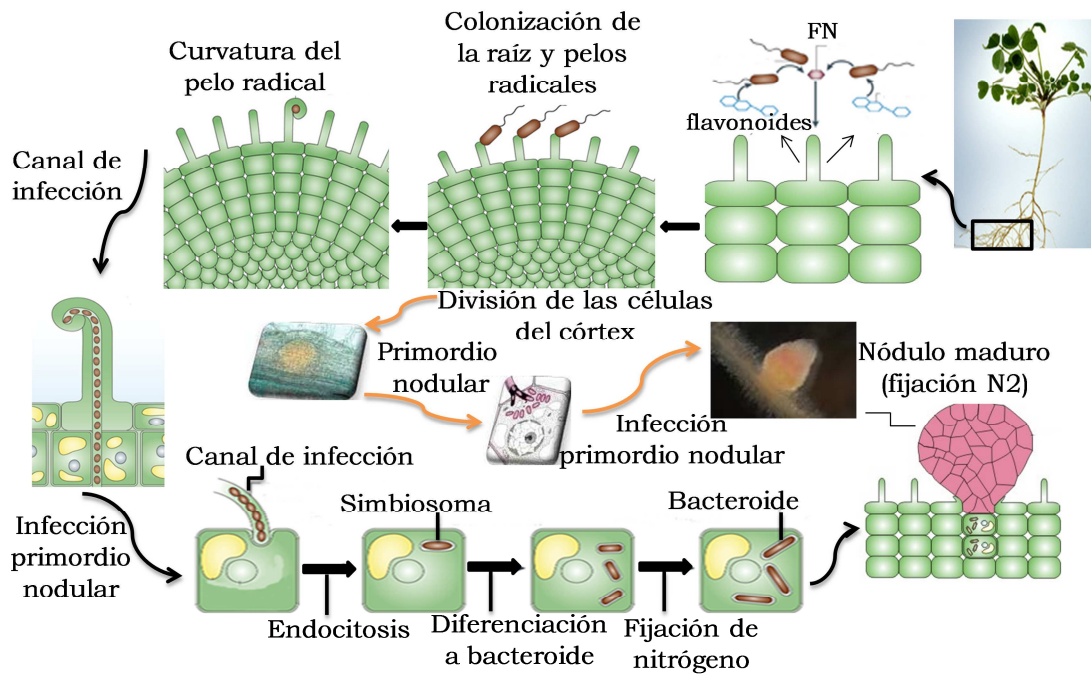 Colonización de
la raíz y pelos
radicales
FN
Curvatura del
pelo radical
flavonoides
Canal de
infección
División de las células
del córtex
Primordio
nodular
Nódulo maduro
(fijación N2)
Infección
primordio nodular
Canal de infección
Simbiosoma
Bacteroide
Infección
primordio
nodular
Endocitosis
Diferenciación
a bacteroide
Fijación de
nitrógeno